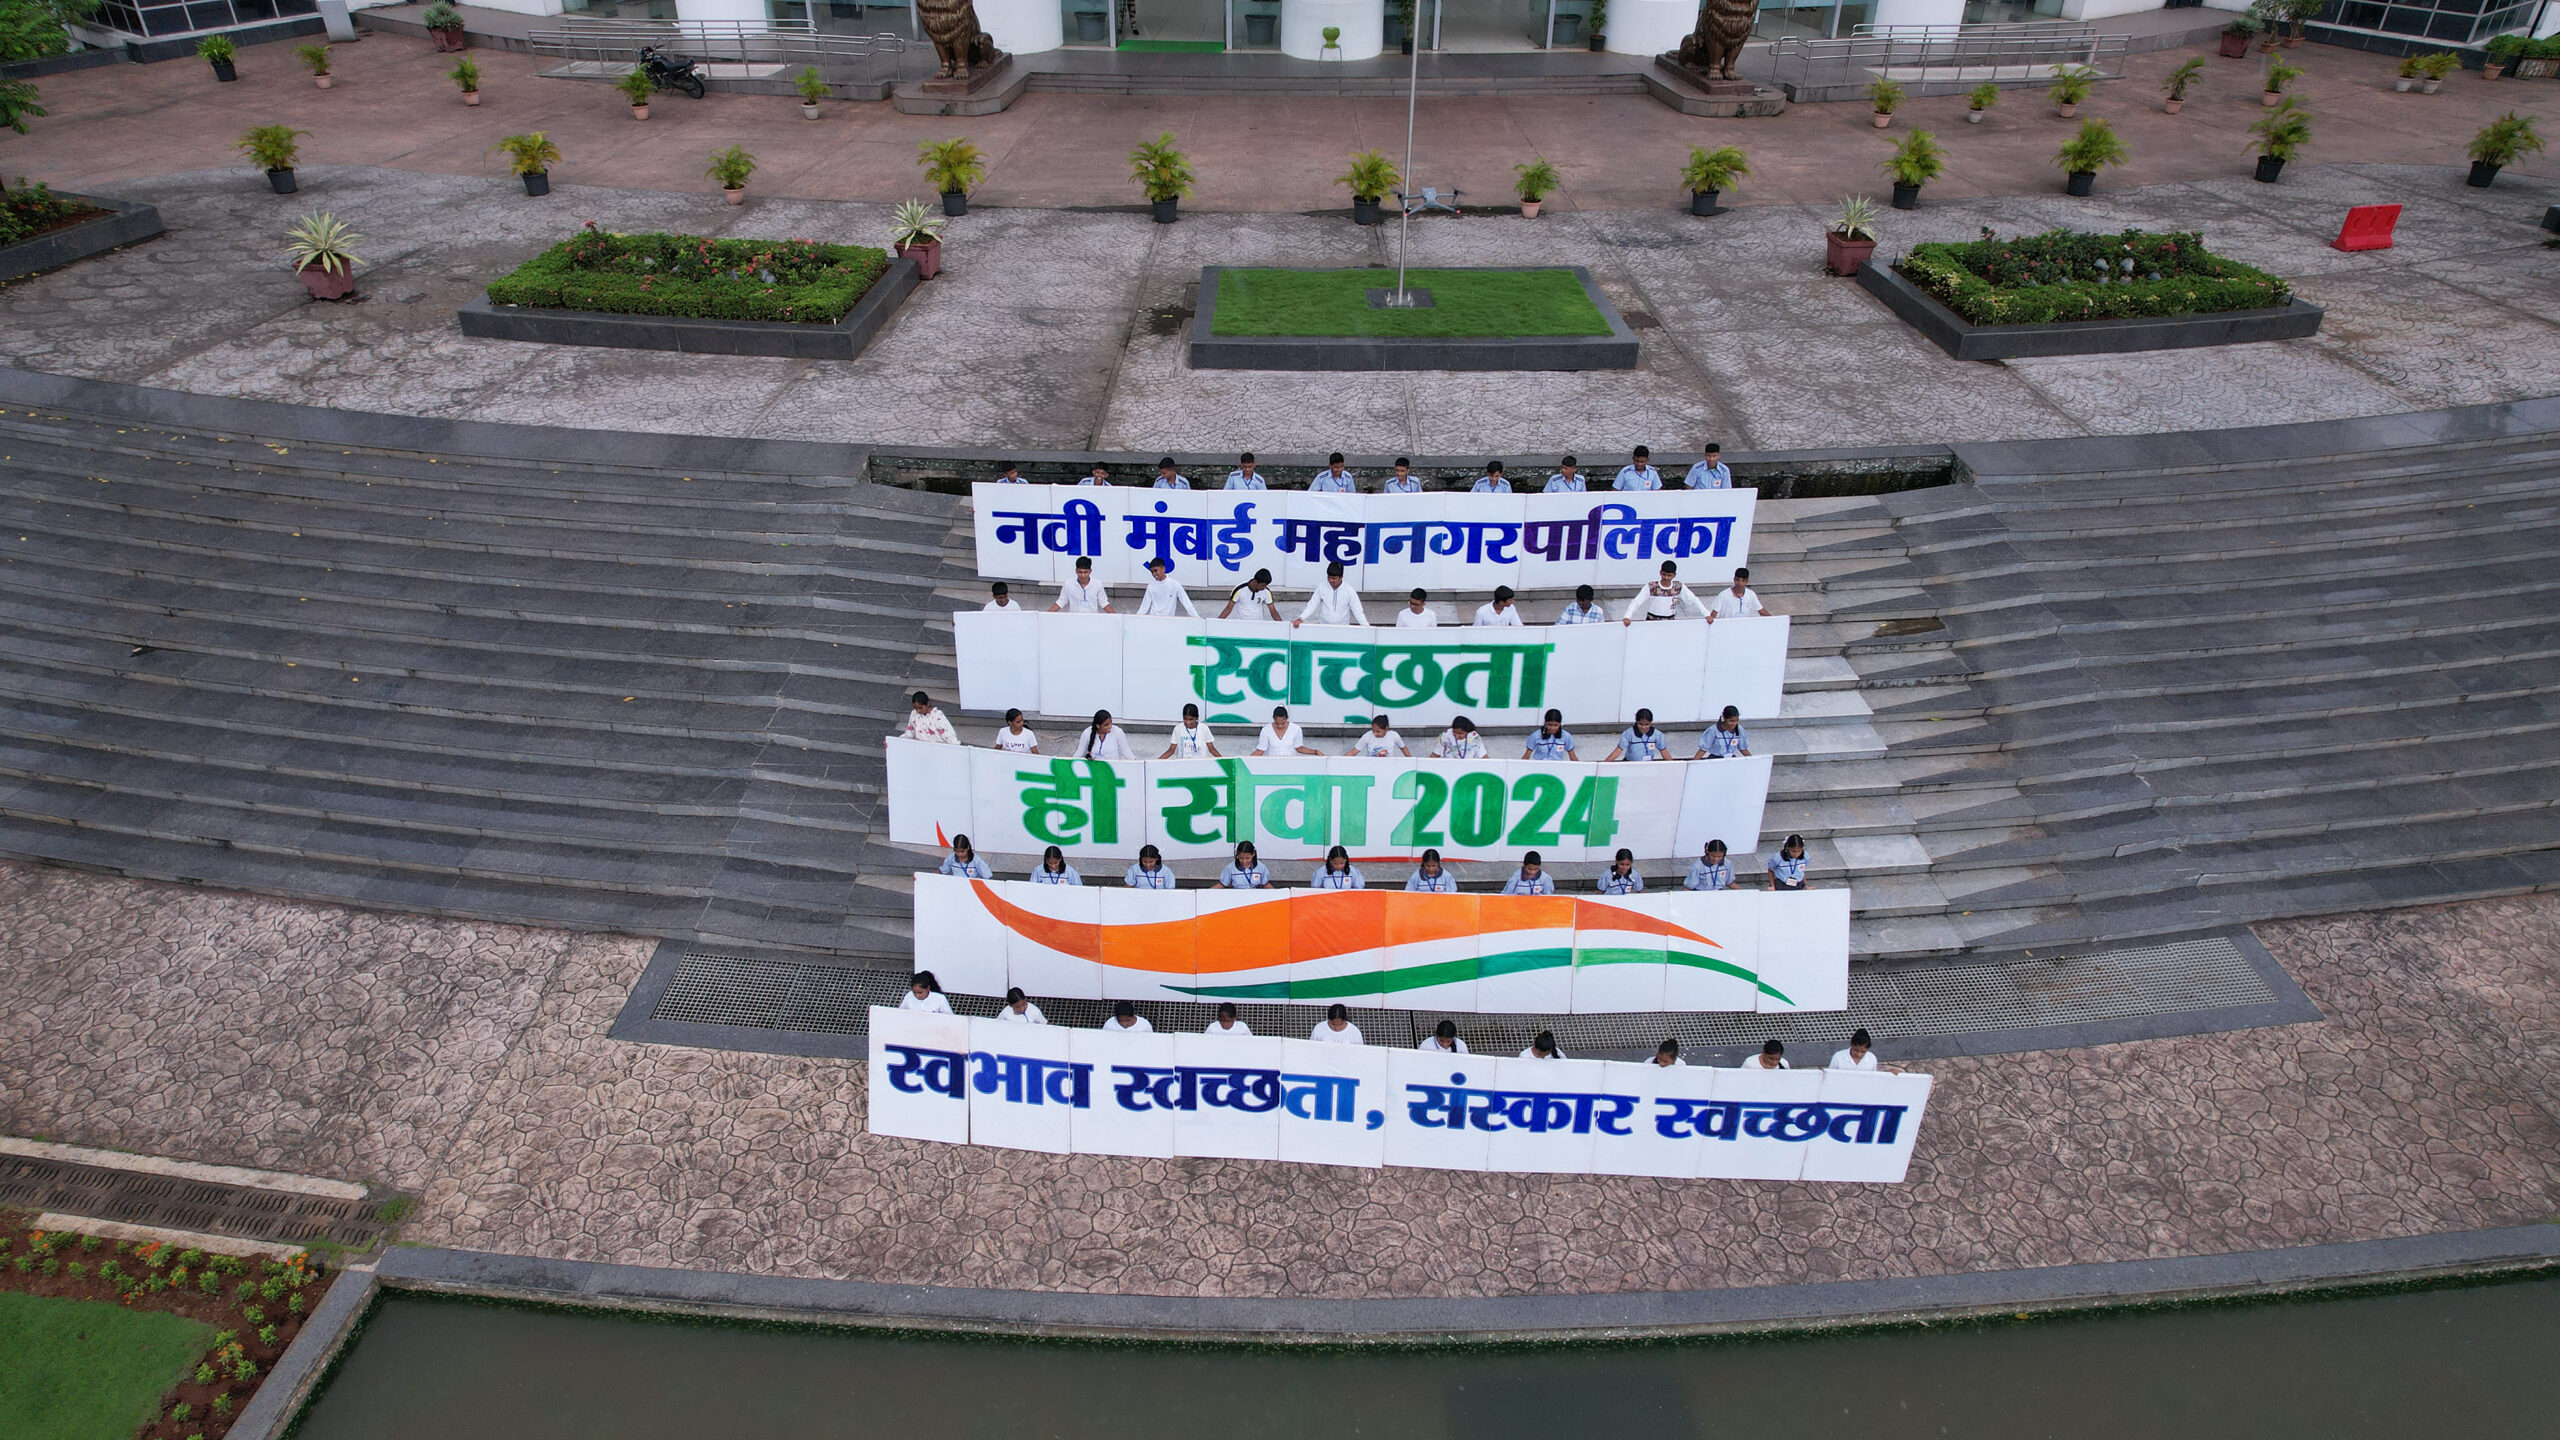 नवी मुंबई महानगरपालिका
स्वच्छता
ही सेवा 2024
स्वभाव स्वच्छता, संस्कार स्वच्छता